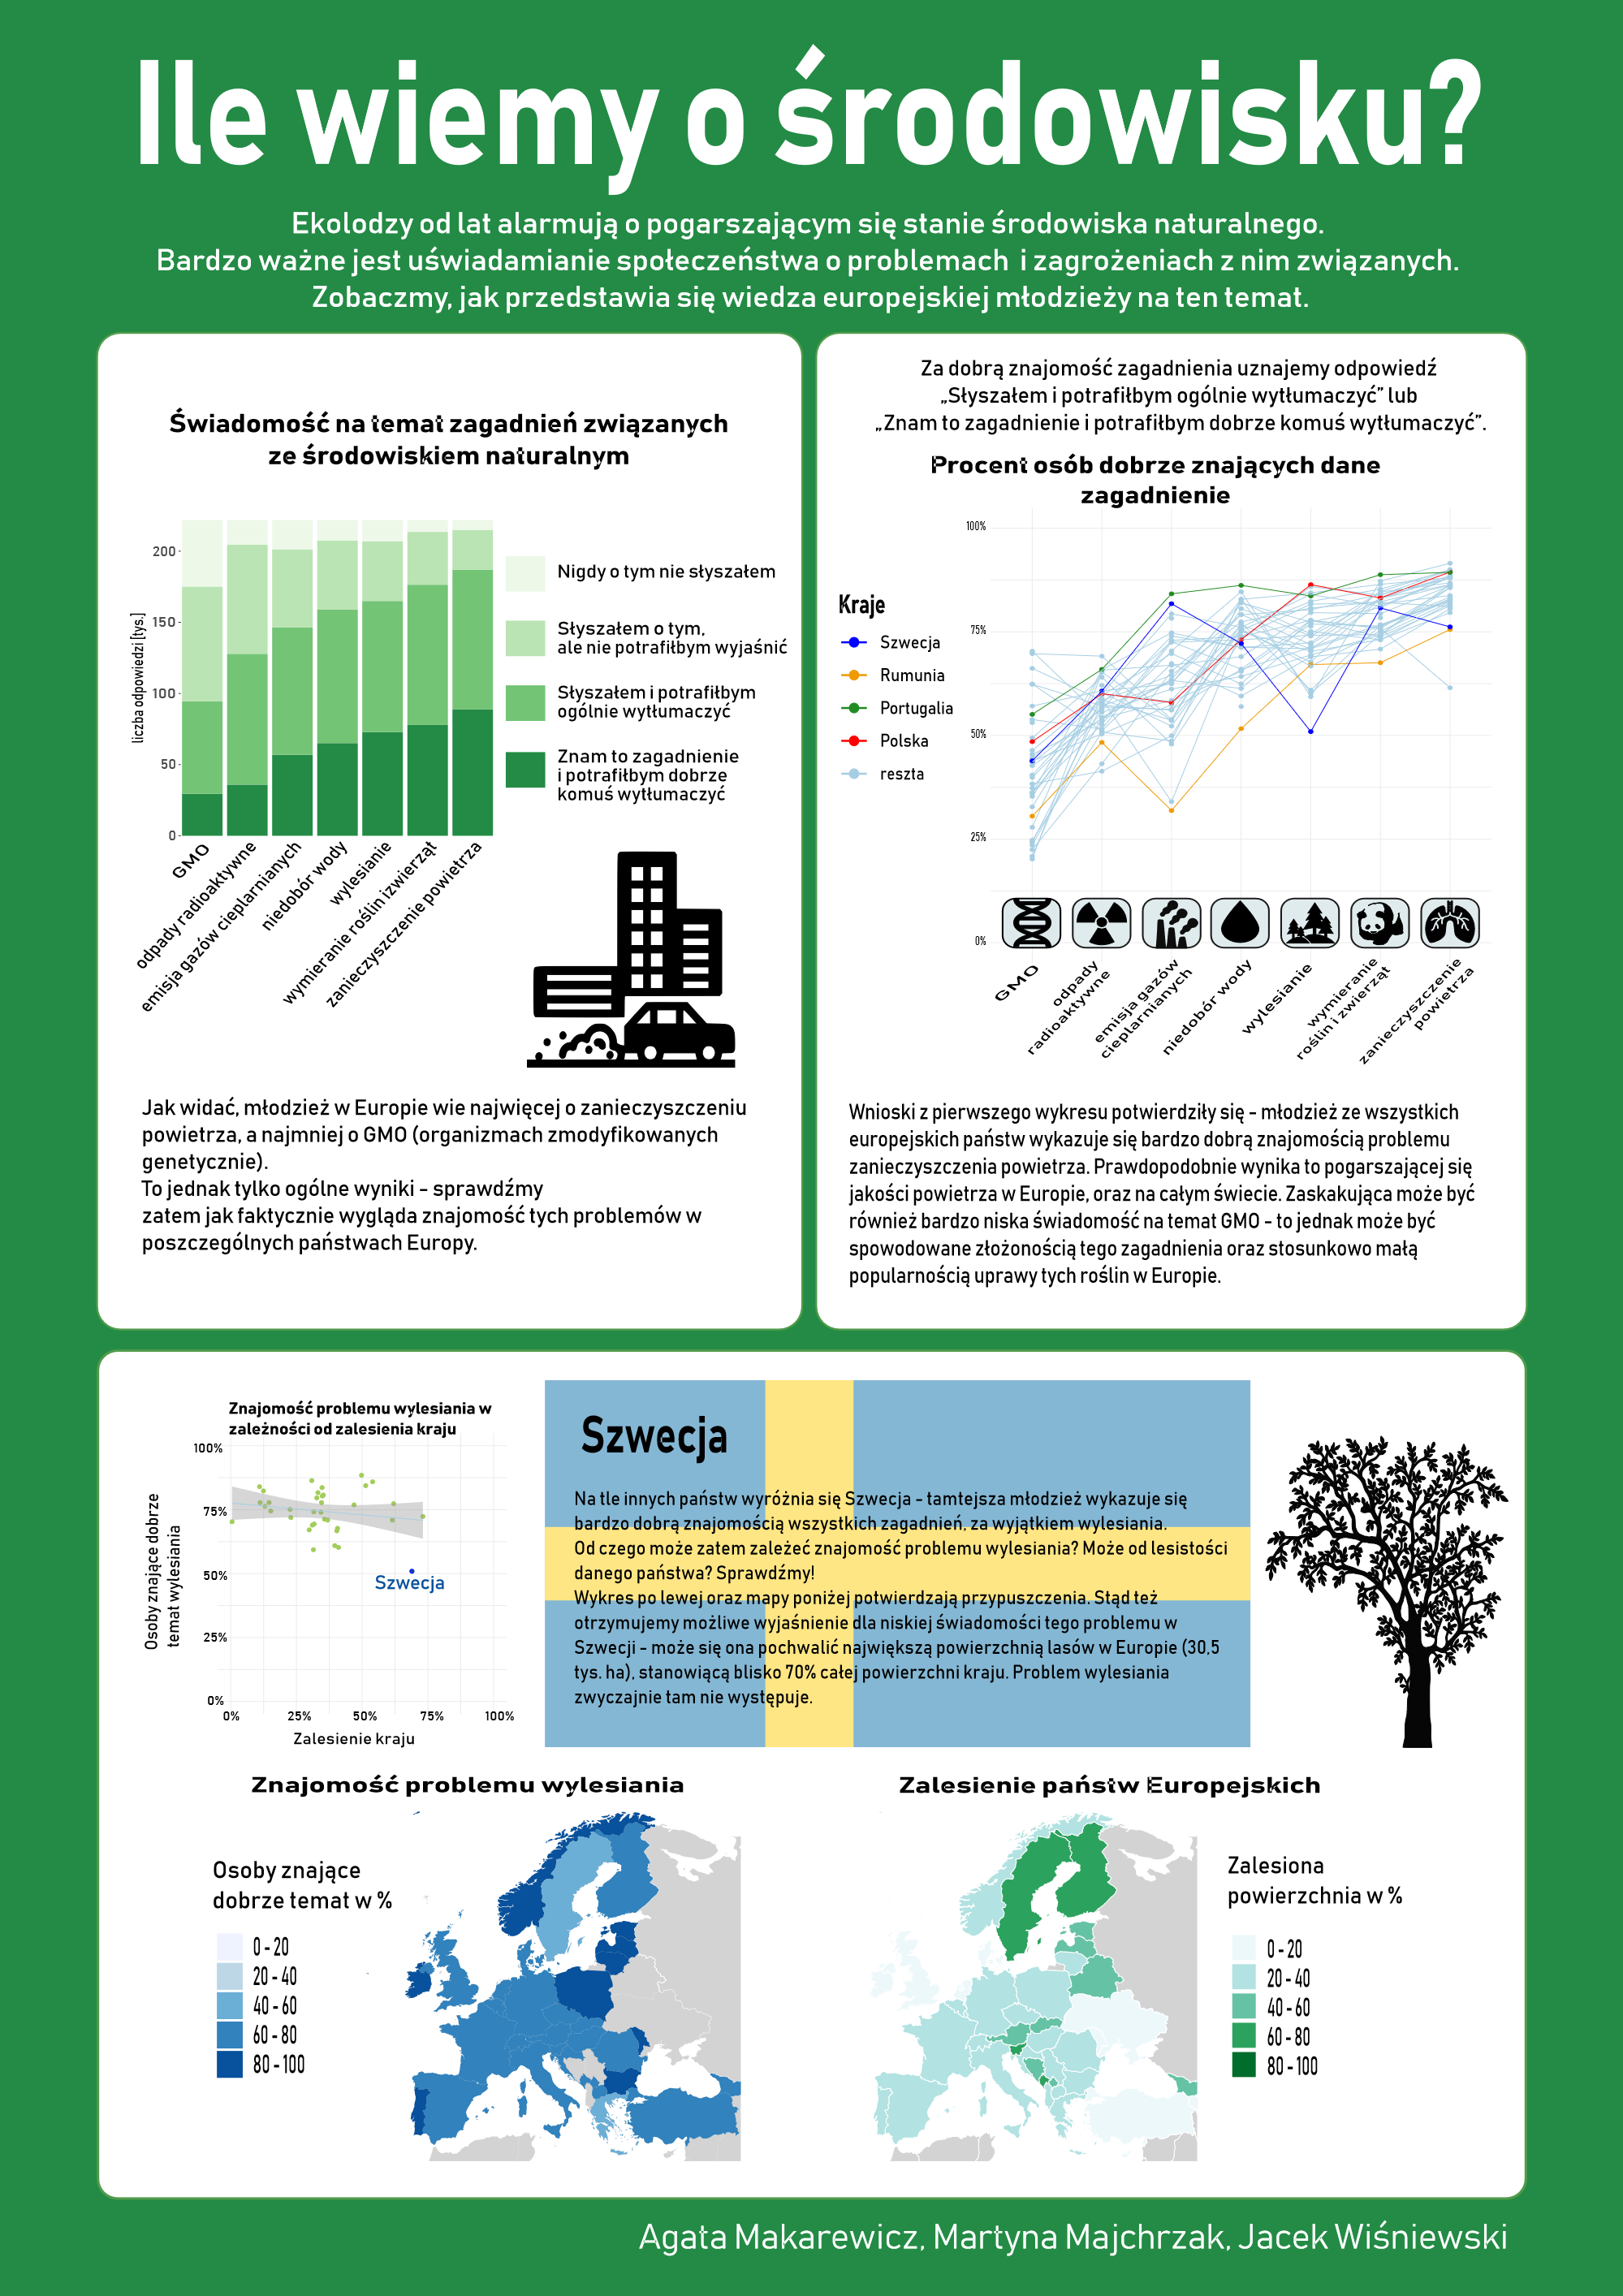 Ile wiemy o środowisku?
Ekolodzy od lat alarmują o pogarszającym się stanie środowiska naturalnego.
Bardzo ważne jest uświadamianie społeczeństwa o problemach i zagrożeniach z nim związanych.
Zobaczmy, jak przedstawia się wiedza europejskiej młodzieży na ten temat.
Świadomość na temat zagadnień związanych
ze środowiskiem naturalnym
liczba odpowiedzi [tys.]
200
150
100
50
0
GMO
odpady radioaktywne
emisja gazów cieplarnianych
niedobór wody
wylesianie
wymieranie roślin i zwierząt
zanieczyszczenie powietrza
Nigdy o tym nie słyszałem
Słyszałem o tym,
ale nie potrafiłbym wyjaśnić
Słyszałem i potrafiłbym
ogólnie wytłumaczyć
Znam to zagadnienie
i potrafiłbym dobrze
komuś wytłumaczyć
Jak widać, młodzież w Europie wie najwięcej o zanieczyszczeniu
powietrza, a najmniej o GMO (organizmach zmodyfikowanych
genetycznie).
To jednak tylko ogólne wyniki - sprawdźmy
zatem jak faktycznie wygląda znajomość tych problemów w
poszczególnych państwach Europy.
Za dobrą znajomość zagadnienia uznajemy odpowiedź
„Słyszałem i potrafiłbym ogólnie wytłumaczyć” lub
„Znam to zagadnienie i potrafiłbym dobrze komuś wytłumaczyć”.
Procent osób dobrze znających dane
zagadnienie
Kraje
Szwecja
Rumunia
Portugalia
Polska
reszta
100%
75%
50%
25%
0%
GMO
odpady
radioaktywne
emisja gazów
cieplarnianych
niedobór wody
wylesianie
wymieranie
roślin i zwierząt
zanieczyszczenie
powietrza
Wnioski z pierwszego wykresu potwierdziły się - młodzież ze wszystkich
europejskich państw wykazuje się bardzo dobrą znajomością problemu
zanieczyszczenia powietrza. Prawdopodobnie wynika to pogarszającej się
jakości powietrza w Europie, oraz na całym świecie. Zaskakująca może być
również bardzo niska świadomość na temat GMO - to jednak może być
spowodowane złożonością tego zagadnienia oraz stosunkowo małą
popularnością uprawy tych roślin w Europie.
Znajomość problemu wylesiania w
zależności od zalesienia kraju
Osoby znające dobrze
temat wylesiania
100%
75%
50%
25%
0%
Szwecja
0%
25%
50%
75%
100%
Zalesienie kraju
Szwecja
Na tle innych państw wyróżnia się Szwecja - tamtejsza młodzież wykazuje się
bardzo dobrą znajomością wszystkich zagadnień, za wyjątkiem wylesiania.
Od czego może zatem zależeć znajomość problemu wylesiania? Może od lesistości
danego państwa? Sprawdźmy!
Wykres po lewej oraz mapy poniżej potwierdzają przypuszczenia. Stąd też
otrzymujemy możliwe wyjaśnienie dla niskiej świadomości tego problemu w
Szwecji - może się ona pochwalić największą powierzchnią lasów w Europie (30,5
tys. ha), stanowiącą blisko 70% całej powierzchni kraju. Problem wylesiania
zwyczajnie tam nie występuje.
Znajomość problemu wylesiania
Osoby znające
dobrze temat w %
0 - 20
20 - 40
40 - 60
60 - 80
80 - 100
Zalesienie państw Europejskich
Zalesiona
powierzchnia w %
0 - 20
20 - 40
40 - 60
60 - 80
80 - 100
Agata Makarewicz, Martyna Majchrzak, Jacek Wiśniewski